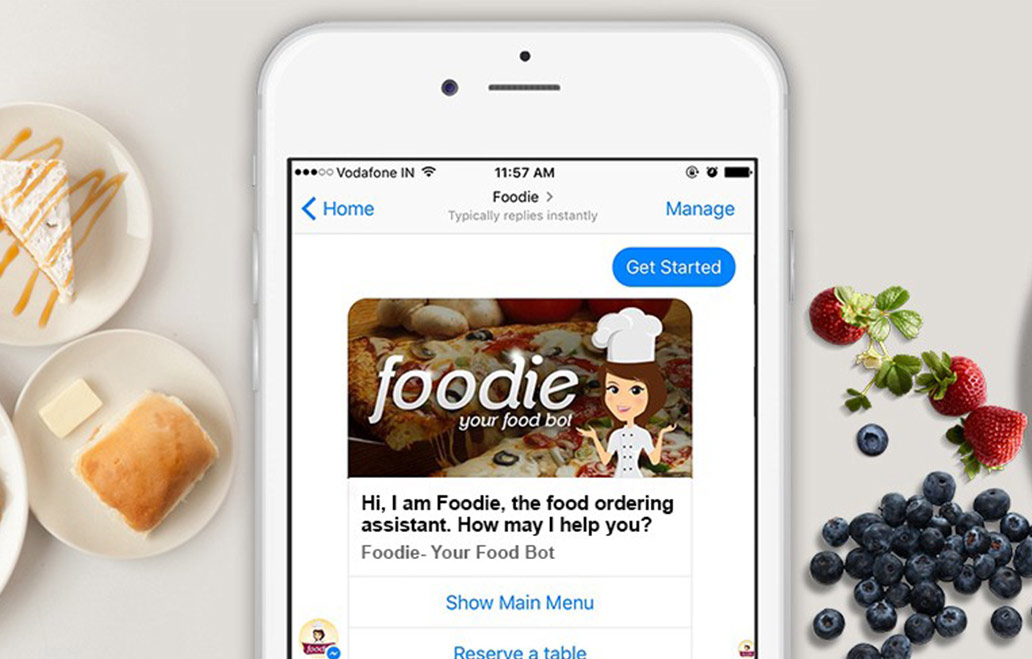 Vodafone IN
11:57 AM
Home
Foodie
Manage
Typically replies instantly
Get Started
foodie
your food bot
Hi, I am Foodie, the food ordering
assistant. How may I help you?
Foodie- Your Food Bot
Show Main Menu
Reserve a table